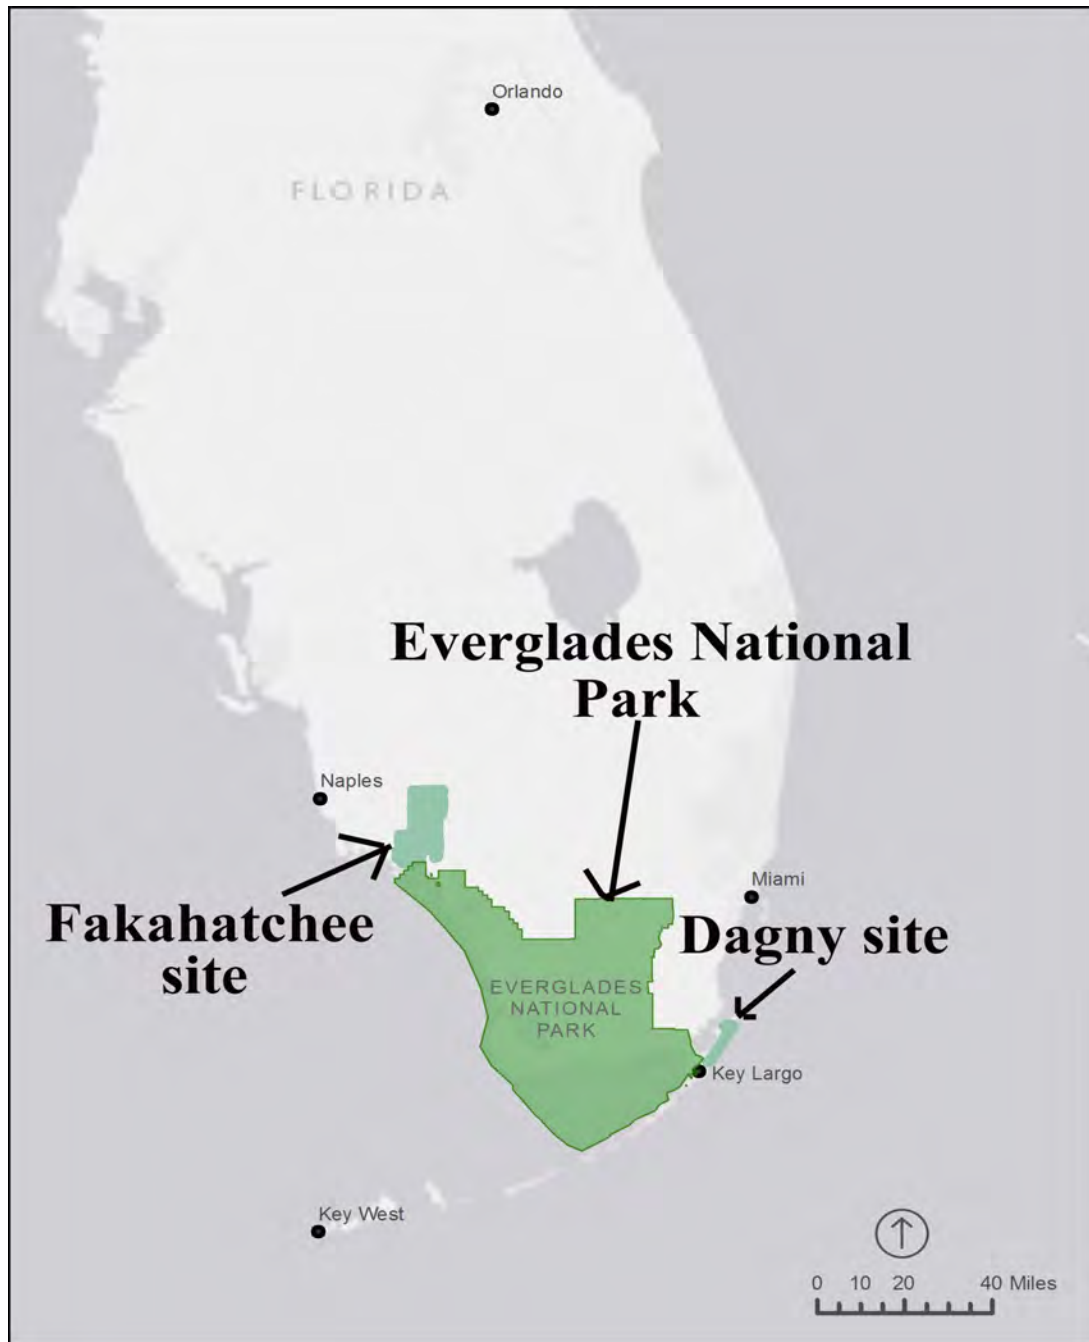 Orlando
FLORIDA
Everglades National
Park
Naples
Miami
Fakahatchee
site
Dagny site
EVERGLADES
NATIONAL
PARK
Key Largo
Key West
0 10 20 40 Miles